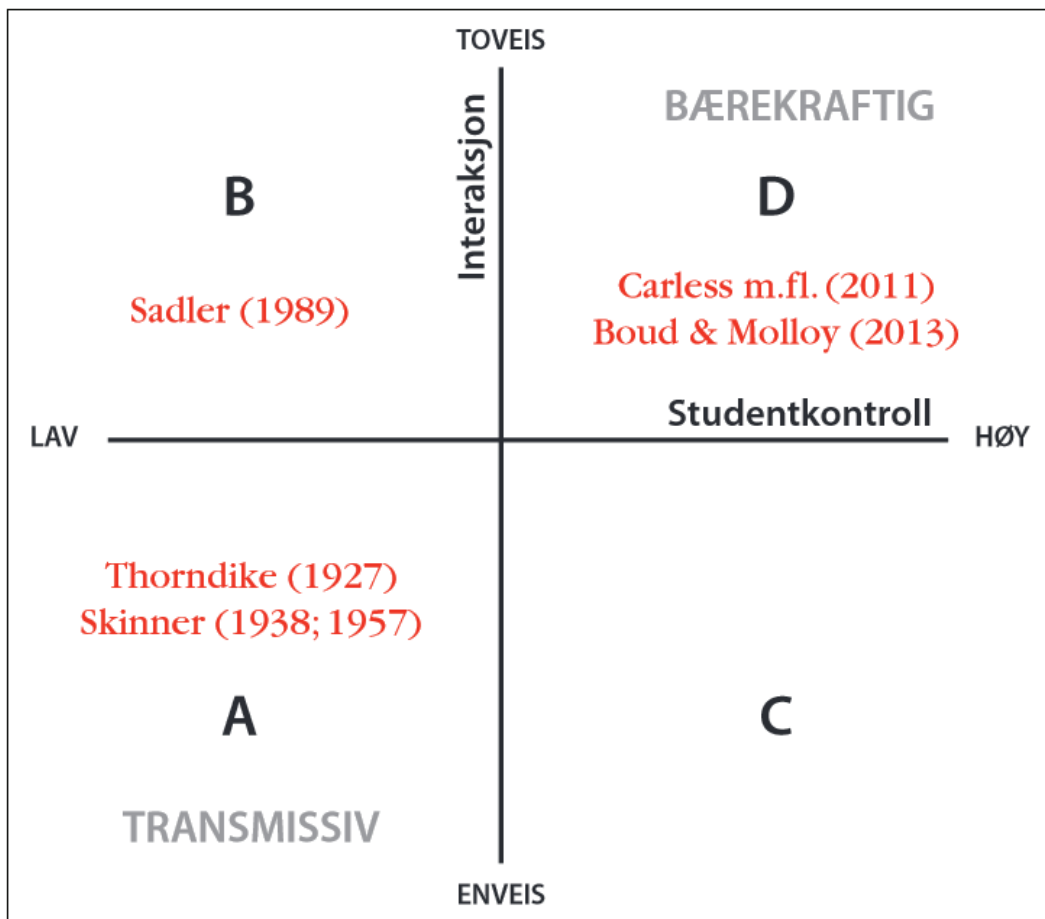 TOVEIS
BÆREKRAFTIG
Interaksjon
B
D
Sadler (1989)
Carless m.fl. (2011)
Boud & Molloy (2013)
Studentkontroll
LAV
HØY
Thorndike (1927)
Skinner (1938; 1957)
A
C
TRANSMISSIV
ENVEIS